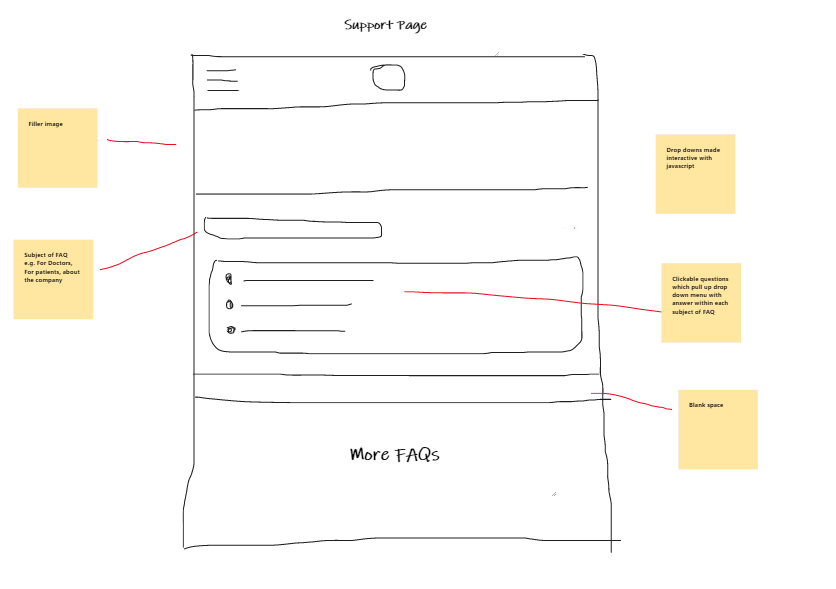 Support Page
Filler image
Drop downs made
interactive with
javascript
Subject of FAQ
e.g. For Doctors,
For patients, about
the company
Clickable questions
which pull up drop
down menu with
answer within each
subject of FAQ
Blank space
More FAQs